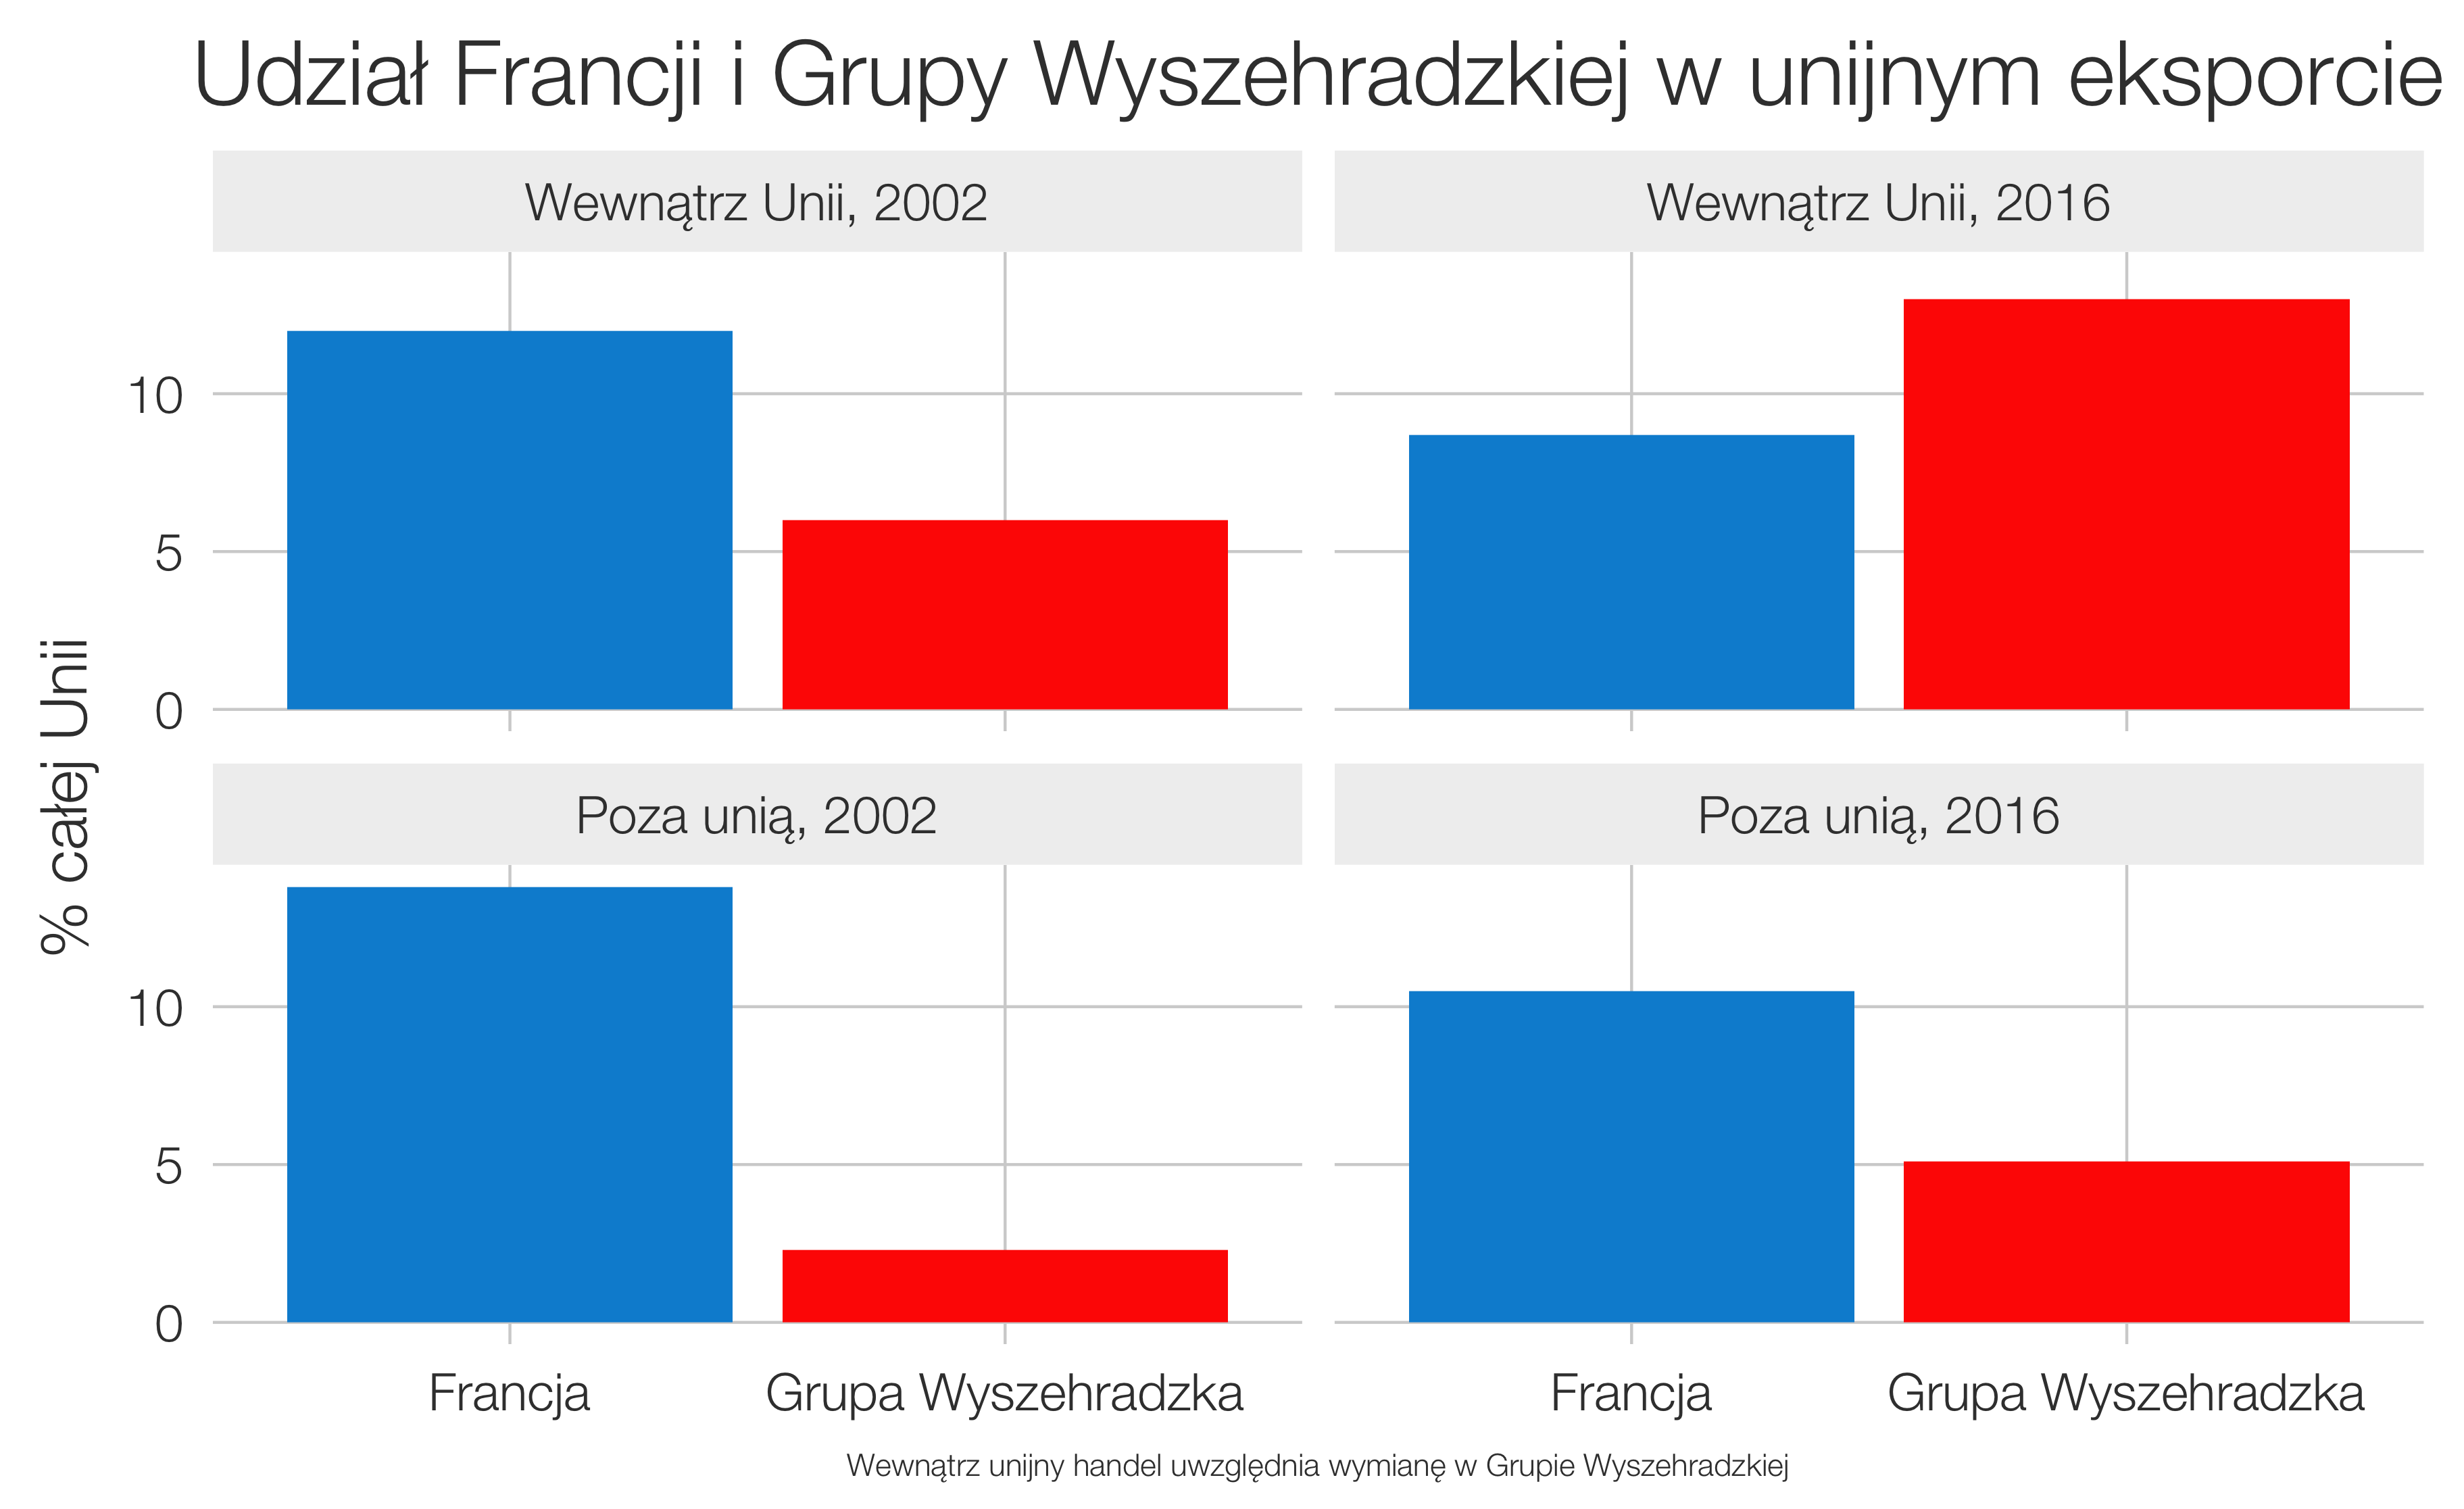 Udział Francji i Grupy Wyszehradzkiej w unijnym eksporcie
Wewnątrz Unii, 2002
Wewnątrz Unii, 2016
10
5
0
% całej Unii
Poza unią, 2002
Poza unią, 2016
10
5
0
Francja
Grupa Wyszehradzka
Francja
Grupa Wyszehradzka
Wewnątrz unijny handel uwzględnia wymianę w Grupie Wyszehradzkiej